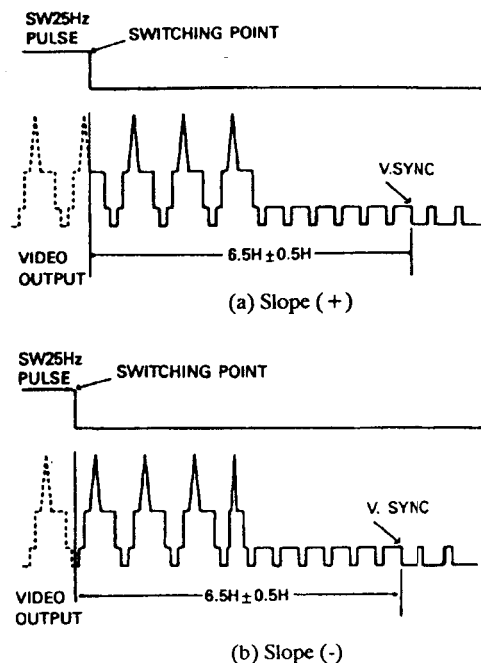 SW25Hz
PULSE
SWITCHING POINT
V.SYNC
VIDEO
OUTPUT
6.5H±0.5H
(a) Slope (+)
SW25Hz
PULSE
SWITCHING POINT
V. SYNC
VIDEO
OUTPUT
6.5H±0.5H
(b) Slope (-)